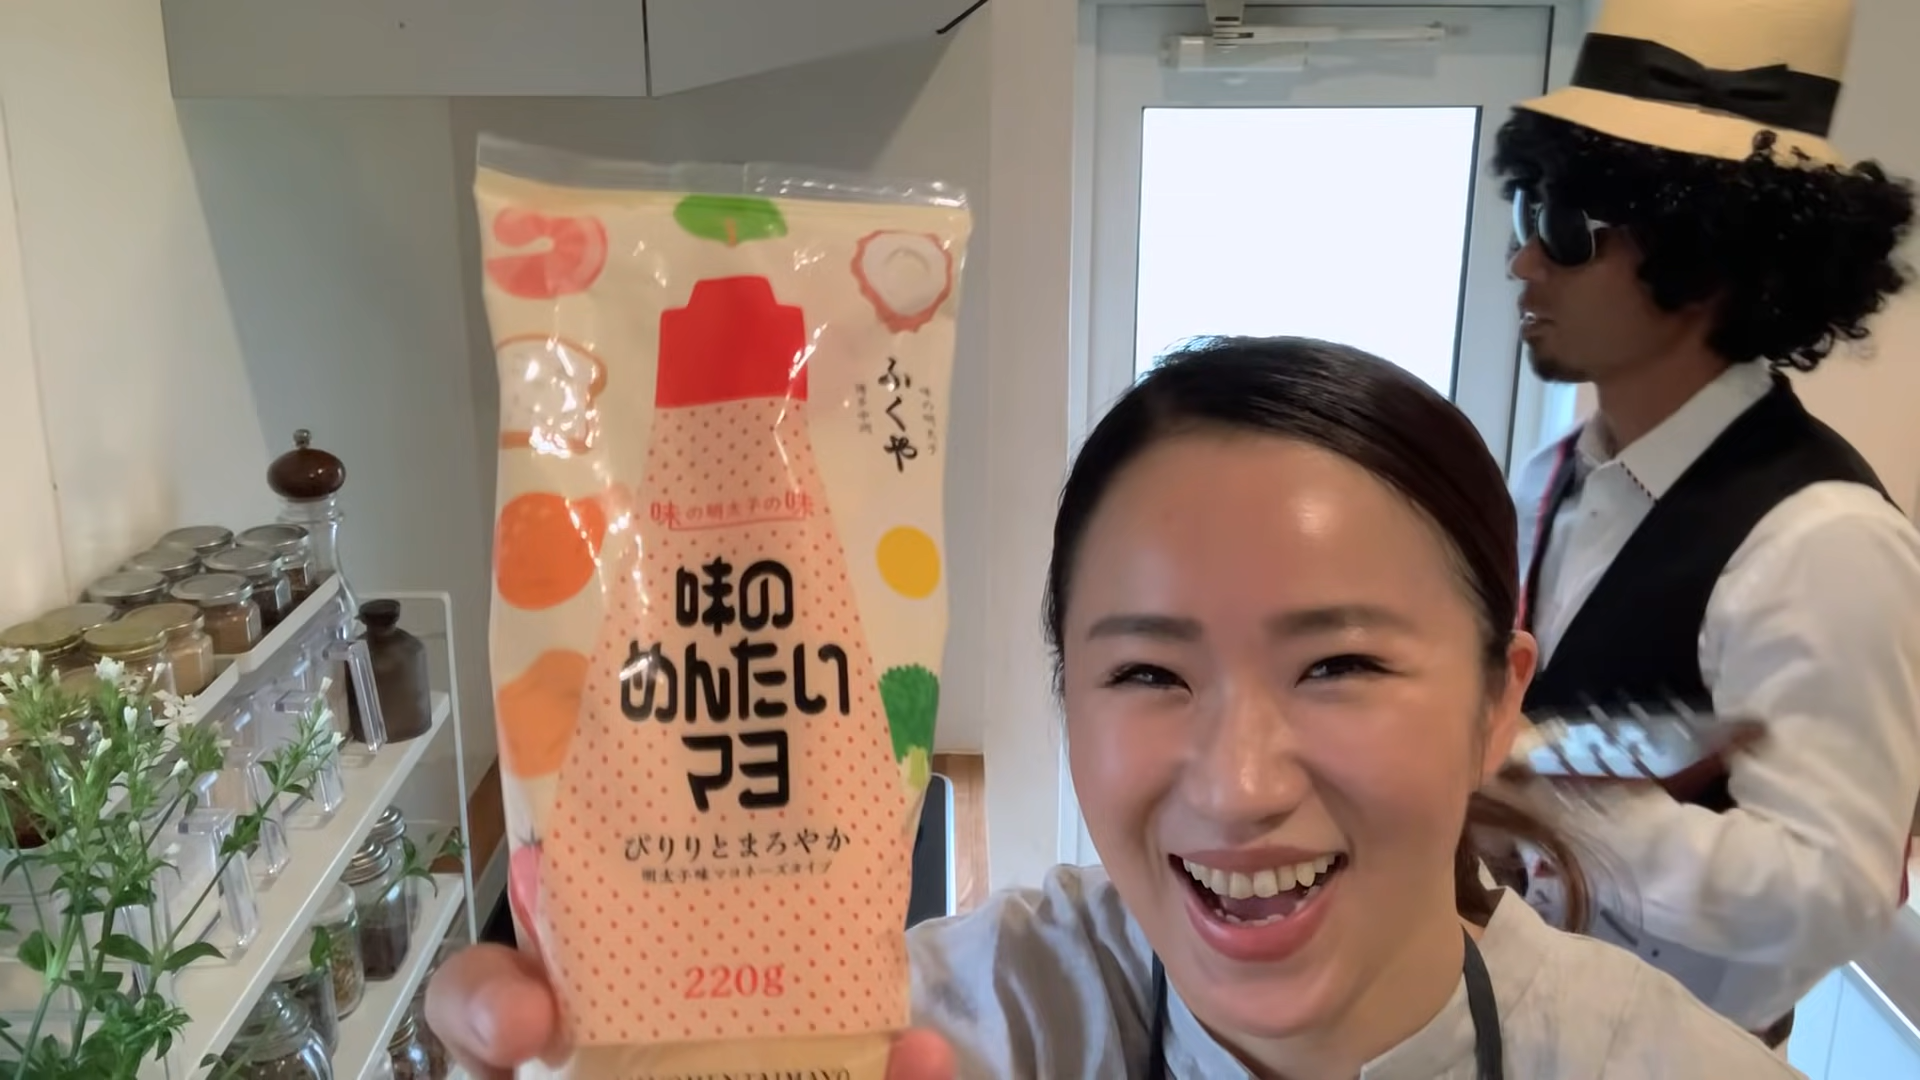 ふくや
味の明太子の味
味の
めんたい
マヨ
ぴりりとまろやか
明太子味マヨネーズタイプ
220g